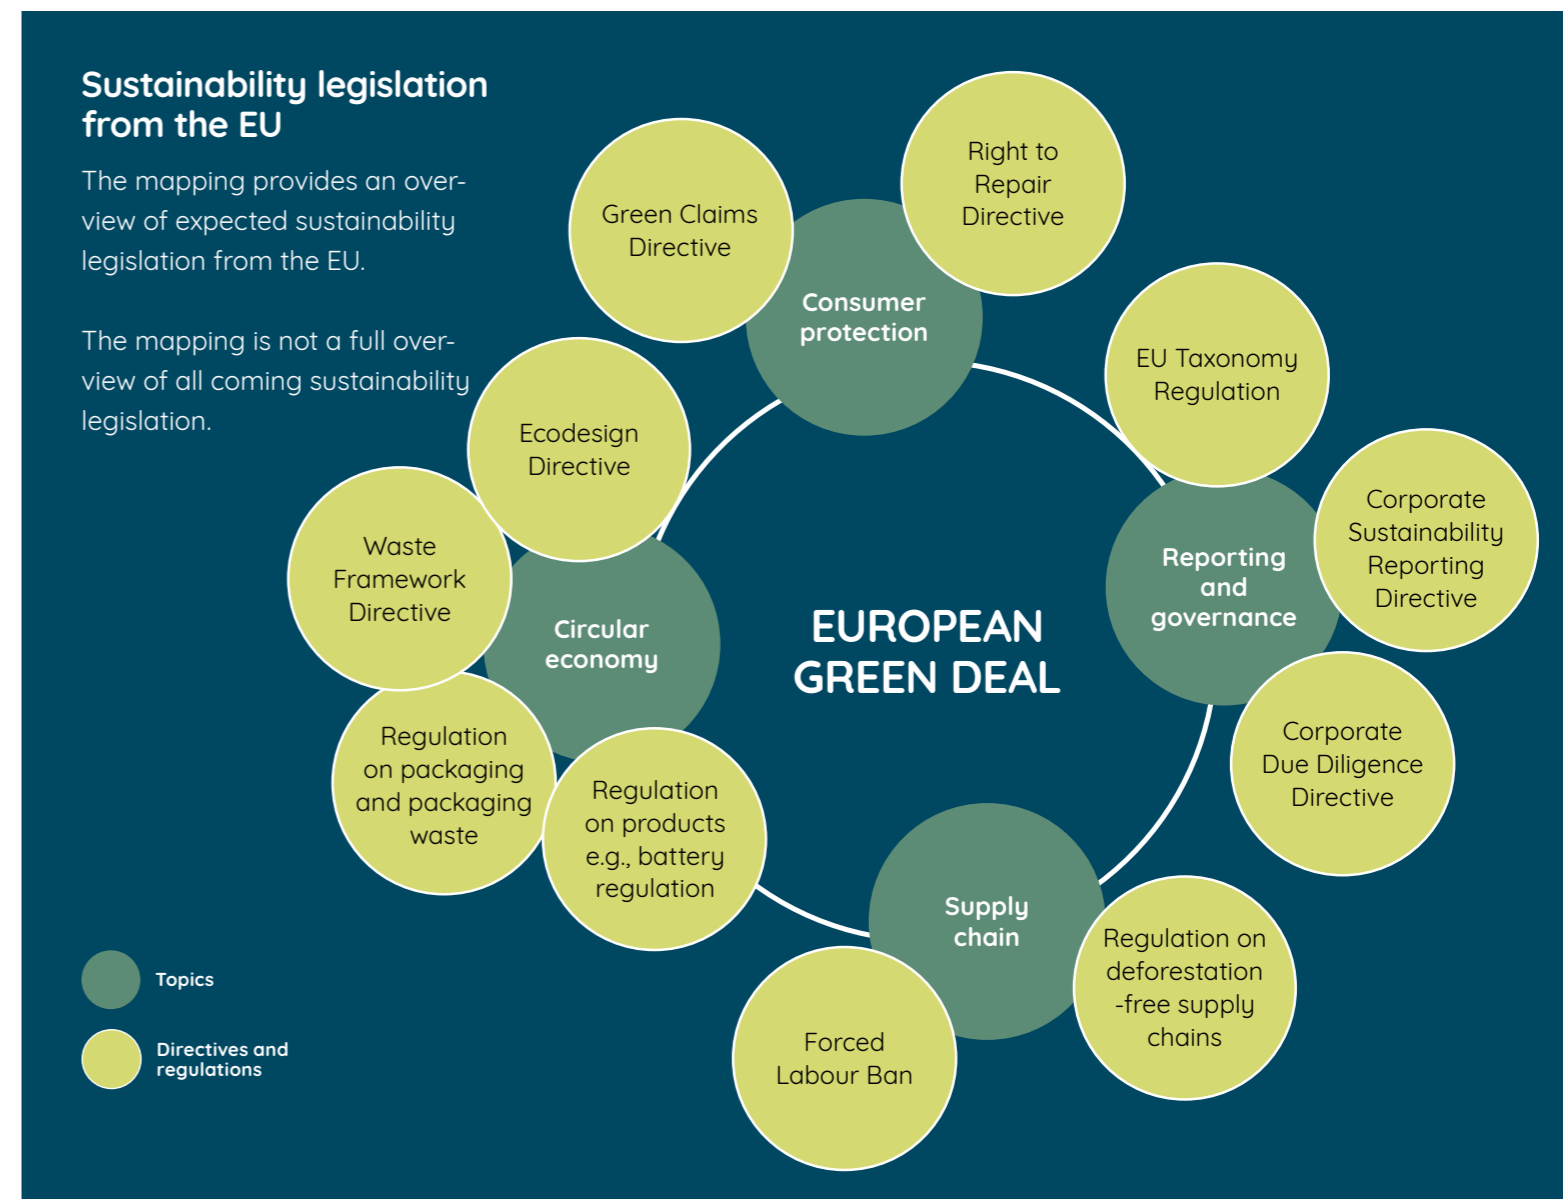 Sustainability legislation
from the EU
The mapping provides an over-
view of expected sustainability
legislation from the EU.
The mapping is not a full over-
view of all coming sustainability
legislation.
Green Claims
Directive
Right to
Repair
Directive
Consumer
protection
EU Taxonomy
Regulation
Corporate
Sustainability
Reporting
Directive
Reporting
and
governance
Corporate
Due Diligence
Directive
Ecodesign
Directive
Waste
Framework
Directive
Circular
economy
Regulation
on packaging
and packaging
waste
Regulation
on products
e.g., battery
regulation
EUROPEAN
GREEN DEAL
Supply
chain
Regulation on
deforestation
-free supply
chains
Forced
Labour Ban
Topics
Directives and
regulations